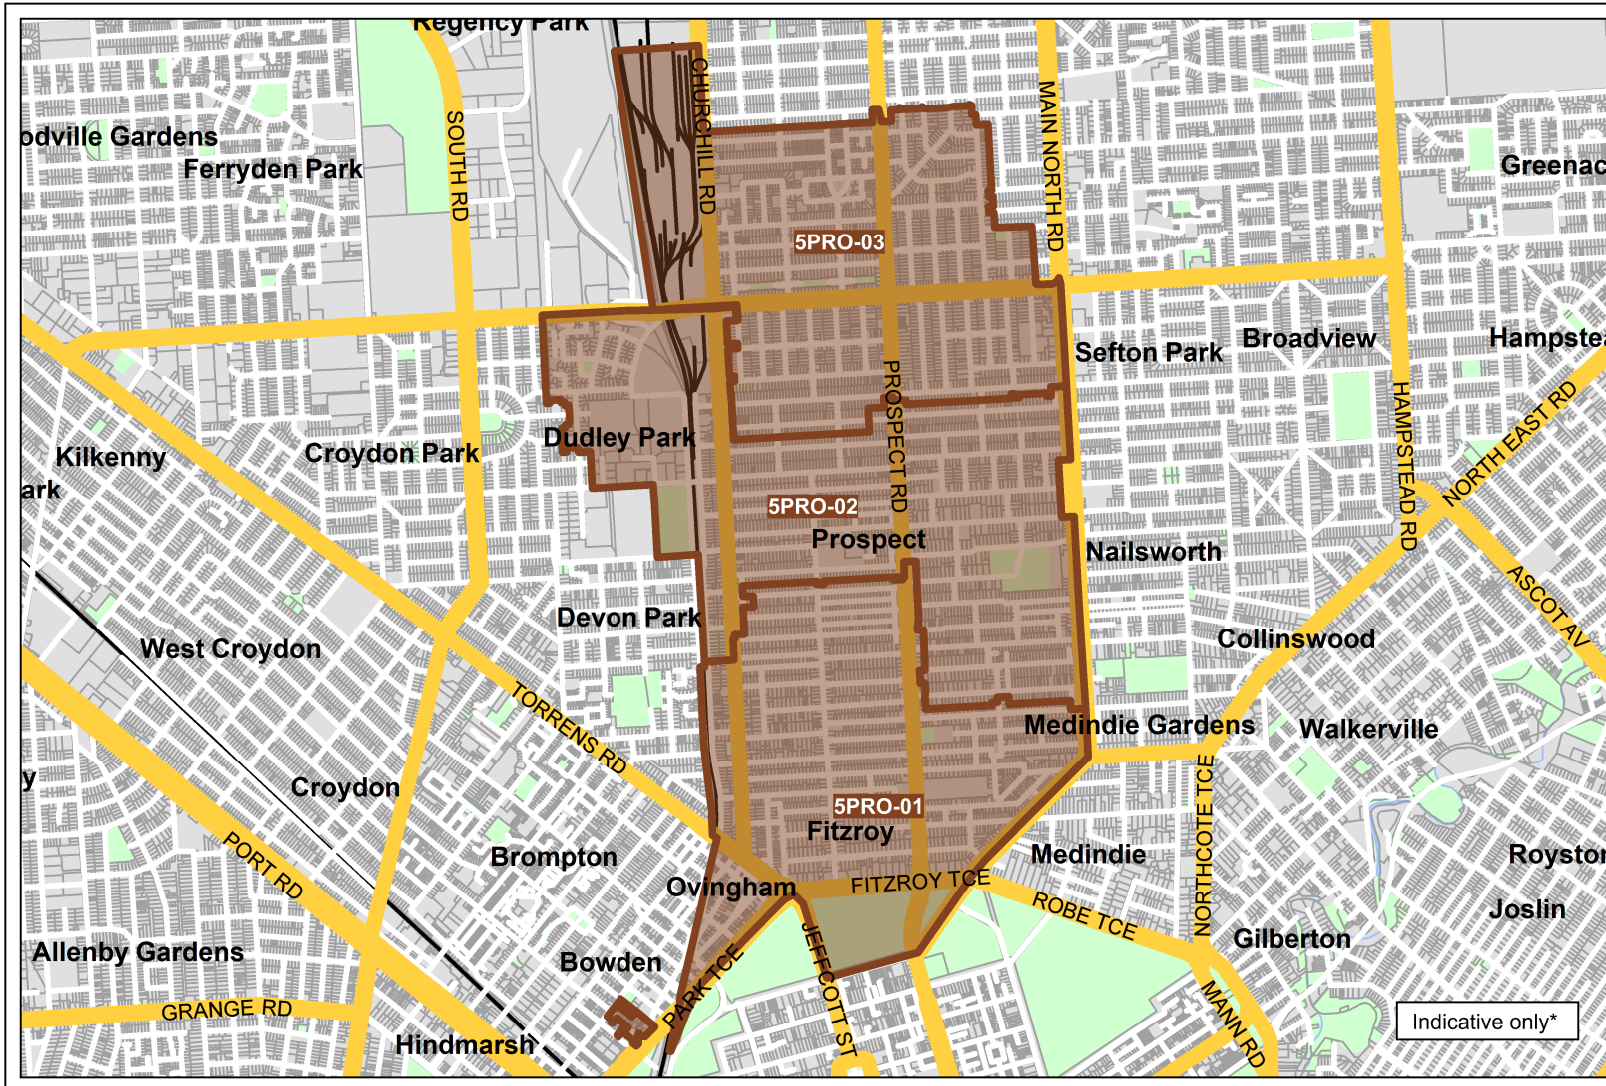 Regency Park
CHURCHILL RD
MAIN NORTH RD
SOUTH RD
odville Gardens
Ferryden Park
Greenac
5PRO-03
Sefton Park
Broadview
Hampstea
PROSPECT RD
HAMPSTEAD RD
NORTH EAST RD
Kilkenny
Croydon Park
Dudley Park
ark
5PRO-02
Prospect
Nailsworth
ASCOT AV
Devon Park
West Croydon
Collinswood
TORRENS RD
Medindie Gardens
Walkerville
y
Croydon
NORTHCOTE TCE
5PRO-01
Fitzroy
PORT RD
Brompton
Medindie
Royston
Ovingham
FITZROY TCE
ROBE TCE
Joslin
Gilberton
Allenby Gardens
Bowden
PARK TCE
JEFFCOTT ST
MANN RD
GRANGE RD
Hindmarsh
Indicative only*